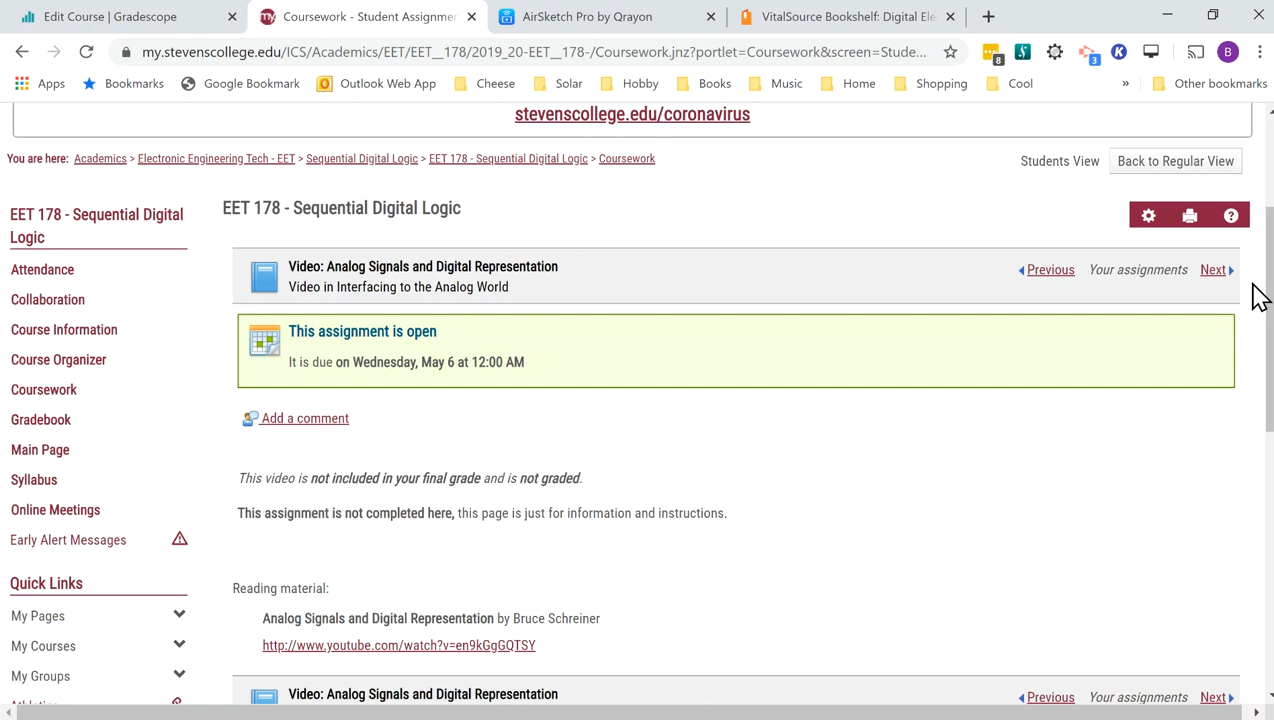 Edit Course | Gradescope
Coursework - Student Assignmen
AirSketch Pro by Qrayon
VitalSource Bookshelf: Digital Ele
my.stevenscollege.edu/ICS/Academics/EET/EET__178/2019_20-EET__178-/Coursework.jnz?portlet=Coursework&screen=Stude...
8
S
3
K
B
Apps
Bookmarks
Google Bookmark
Outlook Web App
Cheese
Solar
Hobby
Books
Music
Home
Shopping
Cool
»
Other bookmarks
stevenscollege.edu/coronavirus
You are here: Academics > Electronic Engineering Tech - EET > Sequential Digital Logic > EET 178 - Sequential Digital Logic > Coursework
Students View
Back to Regular View
EET 178 - Sequential Digital
Logic
Attendance
Collaboration
Course Information
Course Organizer
Coursework
Gradebook
Main Page
Syllabus
Online Meetings
Early Alert Messages
Quick Links
My Pages
My Courses
My Groups
EET 178 - Sequential Digital Logic
Video: Analog Signals and Digital Representation
Video in Interfacing to the Analog World
Previous Your assignments Next
This assignment is open
It is due on Wednesday, May 6 at 12:00 AM
Add a comment
This video is not included in your final grade and is not graded.
This assignment is not completed here, this page is just for information and instructions.
Reading material:
Analog Signals and Digital Representation by Bruce Schreiner
http://www.youtube.com/watch?v=en9kGgGQTSY
Video: Analog Signals and Digital Representation
Previous Your assignments Next